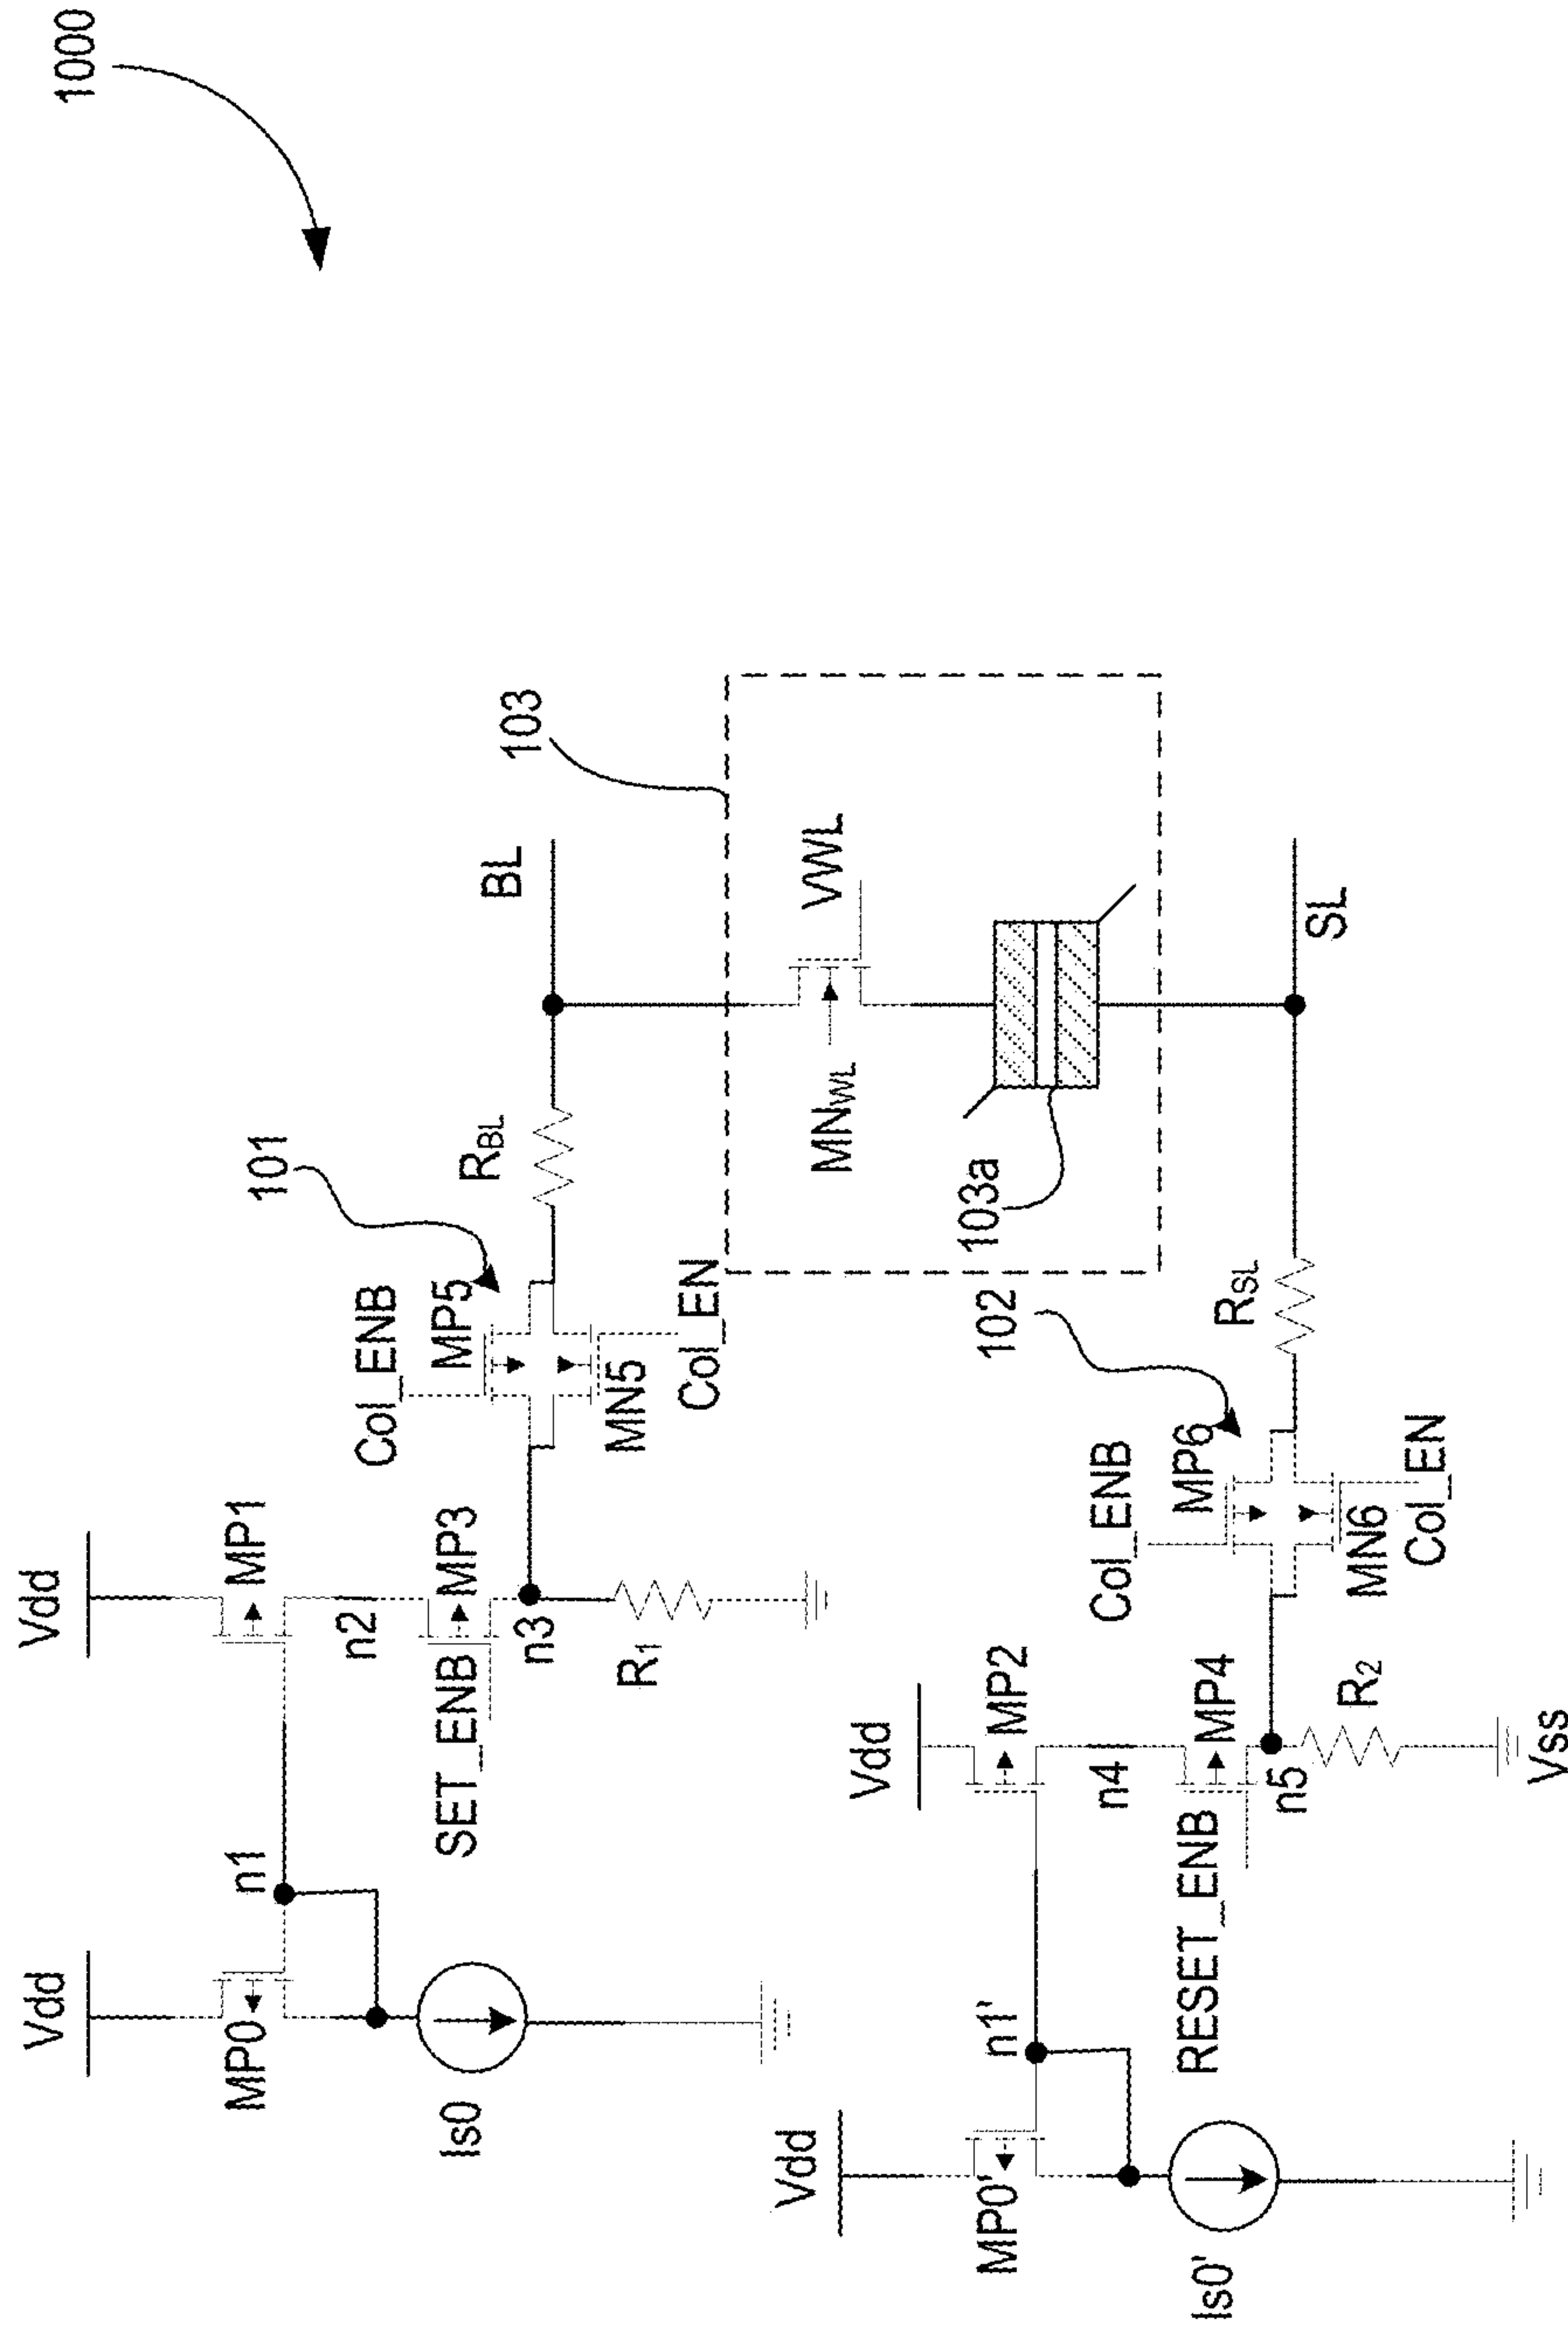 1000
Vdd
Vdd
MP0
n1
MP1
Is0
n2
SET_ENB
MP3
n3
R1
Col_ENB
MP5
101
MN5
Col_EN
RBL
BL
103
MNWL
VWL
103a
Vdd
Vdd
MP0'
n1'
MP2
Is0'
n4
RESET_ENB
MP4
n5
R2
Vss
Col_ENB
MP6
102
MN6
Col_EN
RSL
SL